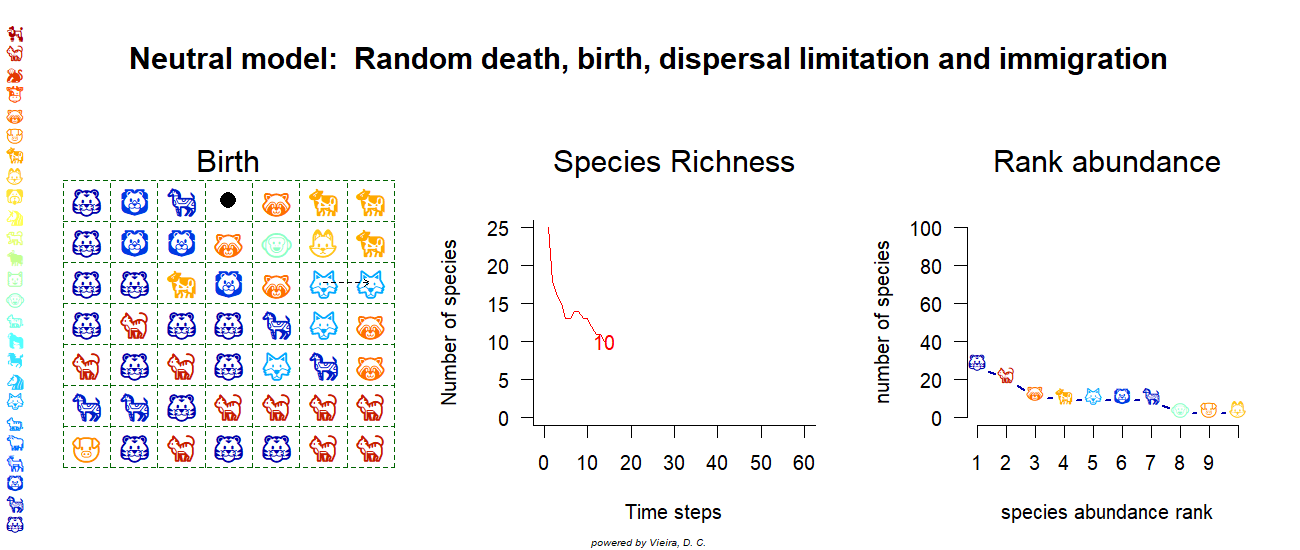 Neutral model:  Random death, birth, dispersal limitation and immigration
Birth
Species Richness
Rank abundance
Number of species
25
20
15
10
5
0
10
0 10 20 30 40 50 60
Time steps
number of species
100
80
60
40
20
0
1 2 3 4 5 6 7 8 9
species abundance rank
powered by Vieira, D. C.